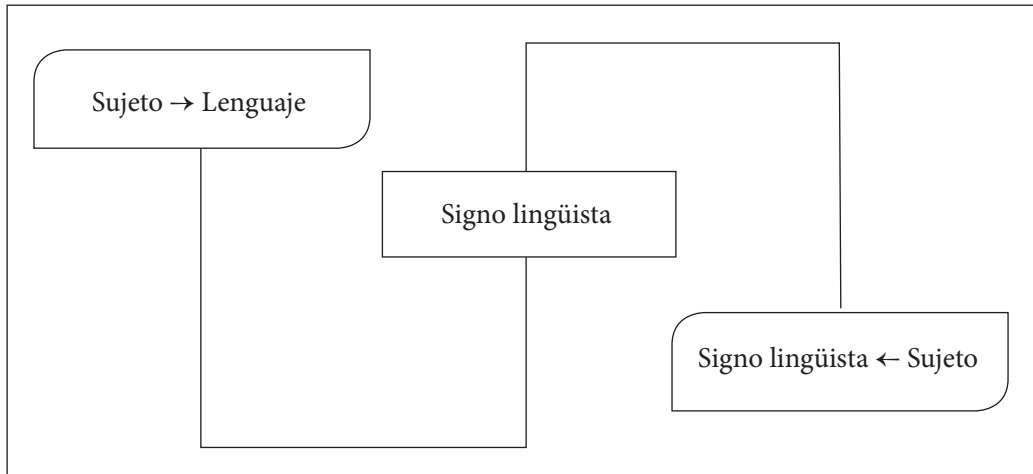 Sujeto → Lenguaje
Signo lingüista
Signo lingüista ← Sujeto